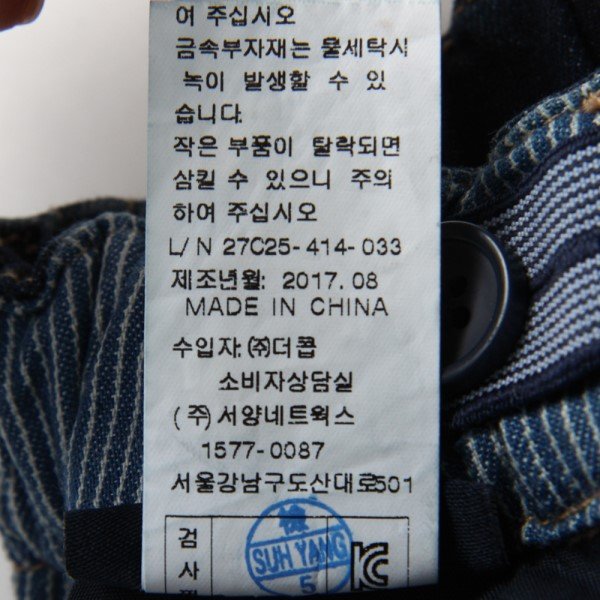 어 주십시오
금속부자재는 물세탁시
녹이 발생할 수 있
습니다.
작은 부품이 탈락되면
삼킬 수 있으니 주의
하여 주십시오
L/N 27C25-414-033
제조년월: 2017.08
MADE IN CHINA
수입자:㈜더콥
소비자상담실
(주)서양네트웍스
1577-0087
서울강남구도산대로501
검
사
SUH YANG
5